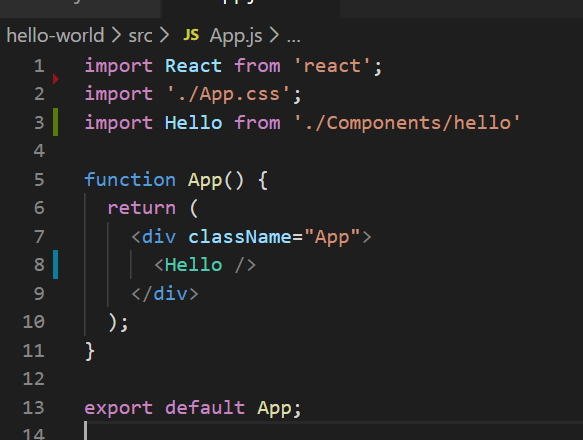 hello-world > src > JS App.js > ...
1 import React from 'react';
2 import './App.css';
3 import Hello from './Components/hello'
4
5 function App() {
6   return (
7     <div className="App">
8       <Hello />
9     </div>
10   );
11 }
12
13 export default App;
14